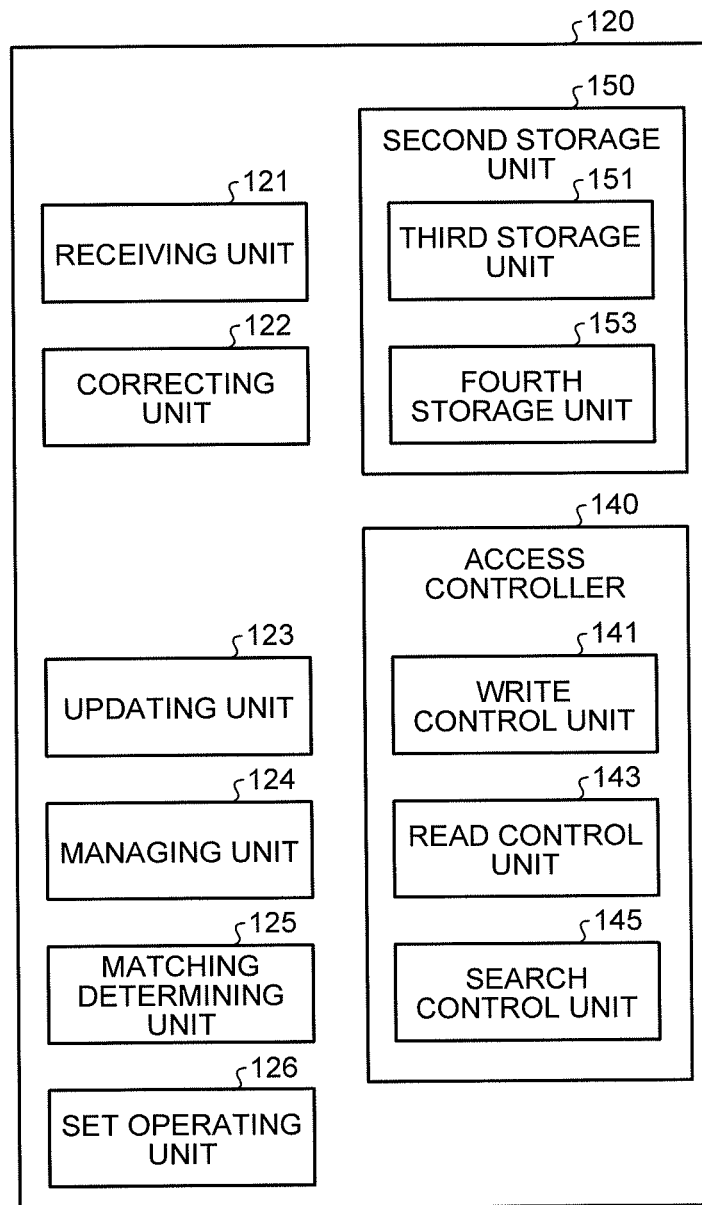 120
150
SECOND STORAGE
UNIT
151
THIRD STORAGE
UNIT
153
FOURTH
STORAGE UNIT
121
RECEIVING UNIT
122
CORRECTING
UNIT
140
ACCESS
CONTROLLER
141
WRITE
CONTROL UNIT
143
READ CONTROL
UNIT
145
SEARCH
CONTROL UNIT
123
UPDATING UNIT
124
MANAGING UNIT
125
MATCHING
DETERMINING
UNIT
126
SET OPERATING
UNIT